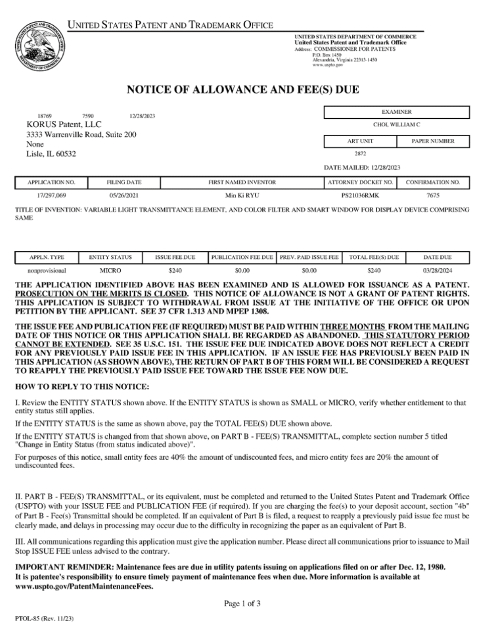 UNITED STATES PATENT AND TRADEMARK OFFICE
UNITED STATES DEPARTMENT OF COMMERCE
United States Patent and Trademark Office
Address: COMMISSIONER FOR PATENTS
P.O. Box 1450
Alexandria, Virginia 22313-1450
www.uspto.gov
NOTICE OF ALLOWANCE AND FEE(S) DUE
18769 7590 12/28/2023
KORUS Patent, LLC
3333 Warrenville Road, Suite 200
None
Lisle, IL 60532
EXAMINER
CHOI, WILLIAM C
ART UNIT PAPER NUMBER
2872
DATE MAILED: 12/28/2023
APPLICATION NO. FILING DATE FIRST NAMED INVENTOR ATTORNEY DOCKET NO. CONFIRMATION NO.
17/297,069 05/26/2021 Min Ki RYU PS21036RMK 7675
TITLE OF INVENTION: VARIABLE LIGHT TRANSMITTANCE ELEMENT, AND COLOR FILTER AND SMART WINDOW FOR DISPLAY DEVICE COMPRISING
SAME
APPLN. TYPE ENTITY STATUS ISSUE FEE DUE PUBLICATION FEE DUE PREV. PAID ISSUE FEE TOTAL FEE(S) DUE DATE DUE
nonprovisional MICRO $240 $0.00 $0.00 $240 03/28/2024
THE APPLICATION IDENTIFIED ABOVE HAS BEEN EXAMINED AND IS ALLOWED FOR ISSUANCE AS A PATENT.
PROSECUTION ON THE MERITS IS CLOSED. THIS NOTICE OF ALLOWANCE IS NOT A GRANT OF PATENT RIGHTS.
THIS APPLICATION IS SUBJECT TO WITHDRAWAL FROM ISSUE AT THE INITIATIVE OF THE OFFICE OR UPON
PETITION BY THE APPLICANT. SEE 37 CFR 1.313 AND MPEP 1308.
THE ISSUE FEE AND PUBLICATION FEE (IF REQUIRED) MUST BE PAID WITHIN THREE MONTHS FROM THE MAILING
DATE OF THIS NOTICE OR THIS APPLICATION SHALL BE REGARDED AS ABANDONED. THIS STATUTORY PERIOD
CANNOT BE EXTENDED. SEE 35 U.S.C. 151. THE ISSUE FEE DUE INDICATED ABOVE DOES NOT REFLECT A CREDIT
FOR ANY PREVIOUSLY PAID ISSUE FEE IN THIS APPLICATION. IF AN ISSUE FEE HAS PREVIOUSLY BEEN PAID IN
THIS APPLICATION (AS SHOWN ABOVE), THE RETURN OF PART B OF THIS FORM WILL BE CONSIDERED A REQUEST
TO REAPPLY THE PREVIOUSLY PAID ISSUE FEE TOWARD THE ISSUE FEE NOW DUE.
HOW TO REPLY TO THIS NOTICE:
I. Review the ENTITY STATUS shown above. If the ENTITY STATUS is shown as SMALL or MICRO, verify whether entitlement to that
entity status still applies.
If the ENTITY STATUS is the same as shown above, pay the TOTAL FEE(S) DUE shown above.
If the ENTITY STATUS is changed from that shown above, on PART B - FEE(S) TRANSMITTAL, complete section number 5 titled
"Change in Entity Status (from status indicated above)".
For purposes of this notice, small entity fees are 40% the amount of undiscounted fees, and micro entity fees are 20% the amount of
undiscounted fees.
II. PART B - FEE(S) TRANSMITTAL, or its equivalent, must be completed and returned to the United States Patent and Trademark Office
(USPTO) with your ISSUE FEE and PUBLICATION FEE (if required). If you are charging the fee(s) to your deposit account, section "4b"
of Part B - Fee(s) Transmittal should be completed. If an equivalent of Part B is filed, a request to reapply a previously paid issue fee must be
clearly made, and delays in processing may occur due to the difficulty in recognizing the paper as an equivalent of Part B.
III. All communications regarding this application must give the application number. Please direct all communications prior to issuance to Mail
Stop ISSUE FEE unless advised to the contrary.
IMPORTANT REMINDER: Maintenance fees are due in utility patents issuing on applications filed on or after Dec. 12, 1980.
It is patentee's responsibility to ensure timely payment of maintenance fees when due. More information is available at
www.uspto.gov/PatentMaintenanceFees.
Page 1 of 3
PTOL-85 (Rev. 11/23)